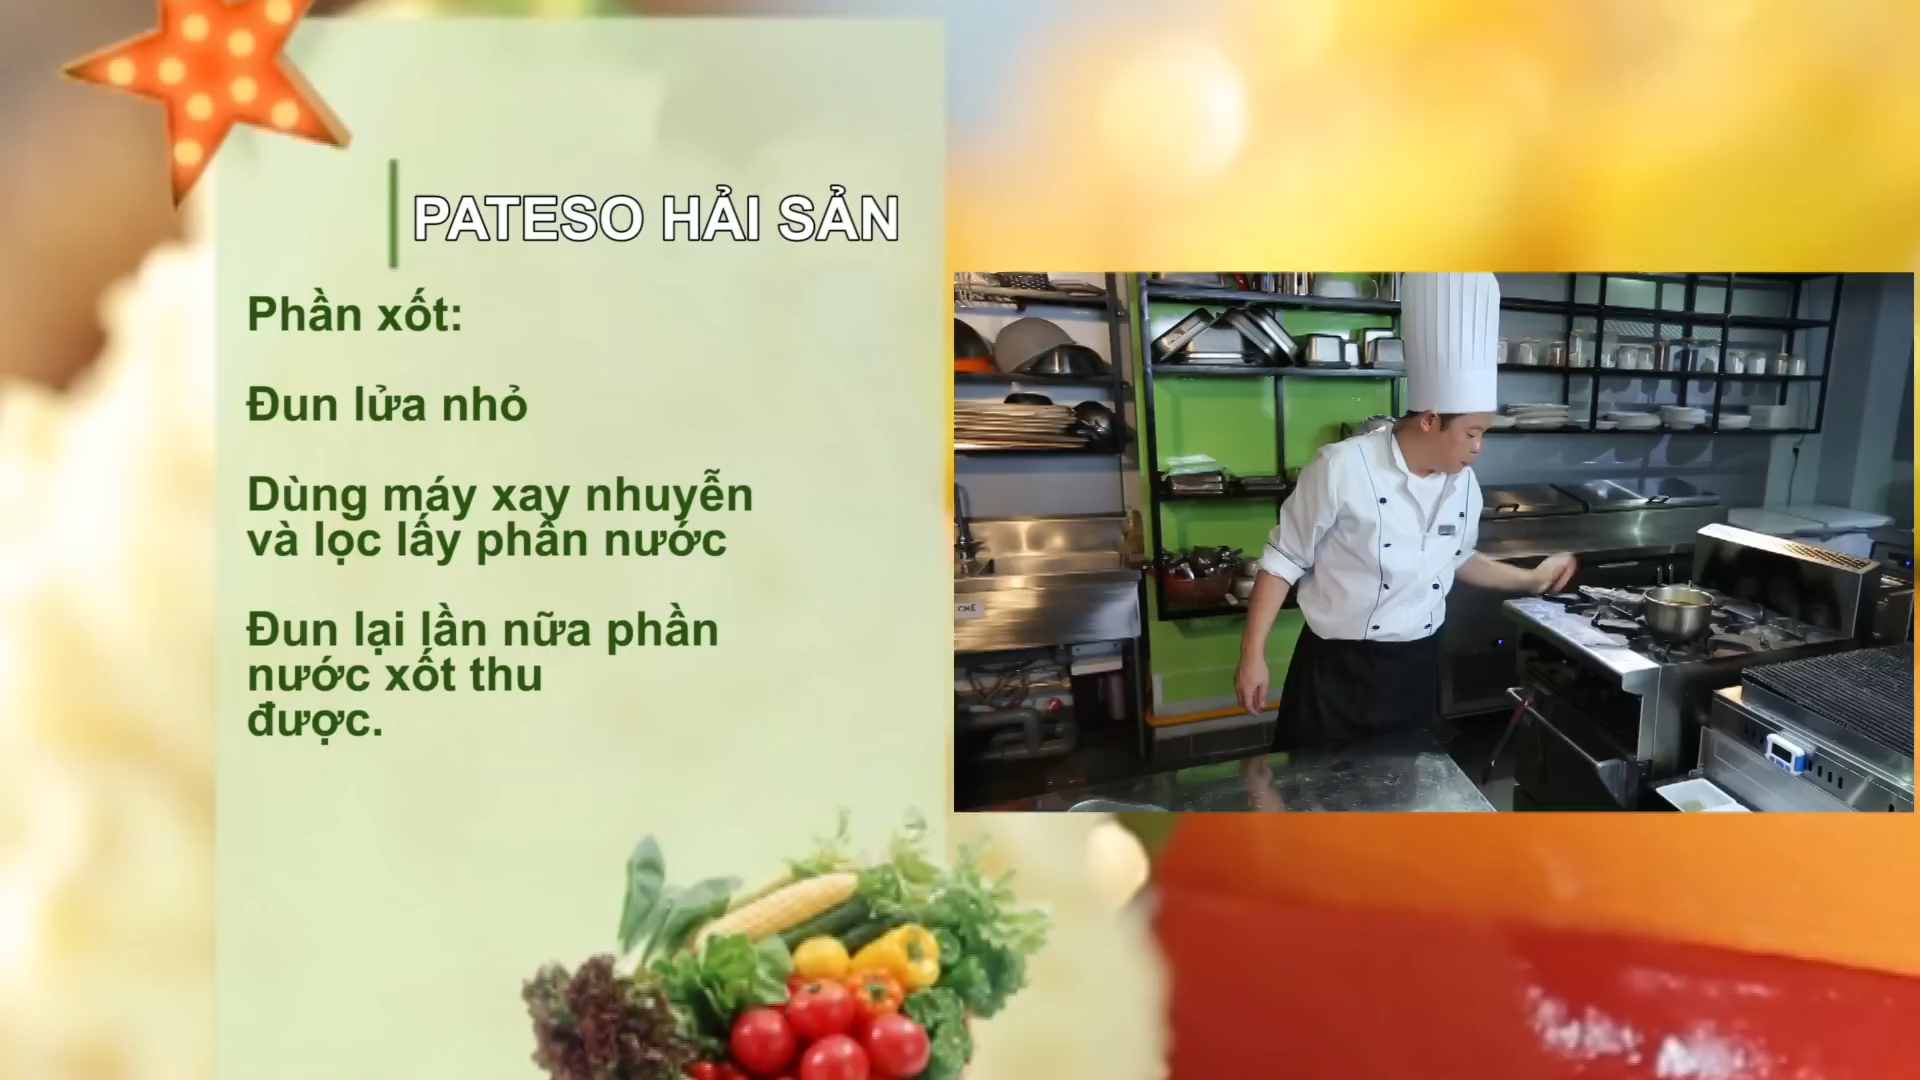 PATESO HẢI SẢN
Phần xốt:
Đun lửa nhỏ
Dùng máy xay nhuyễn
và lọc lấy phần nước
Đun lại lần nữa phần
nước xốt thu
được.